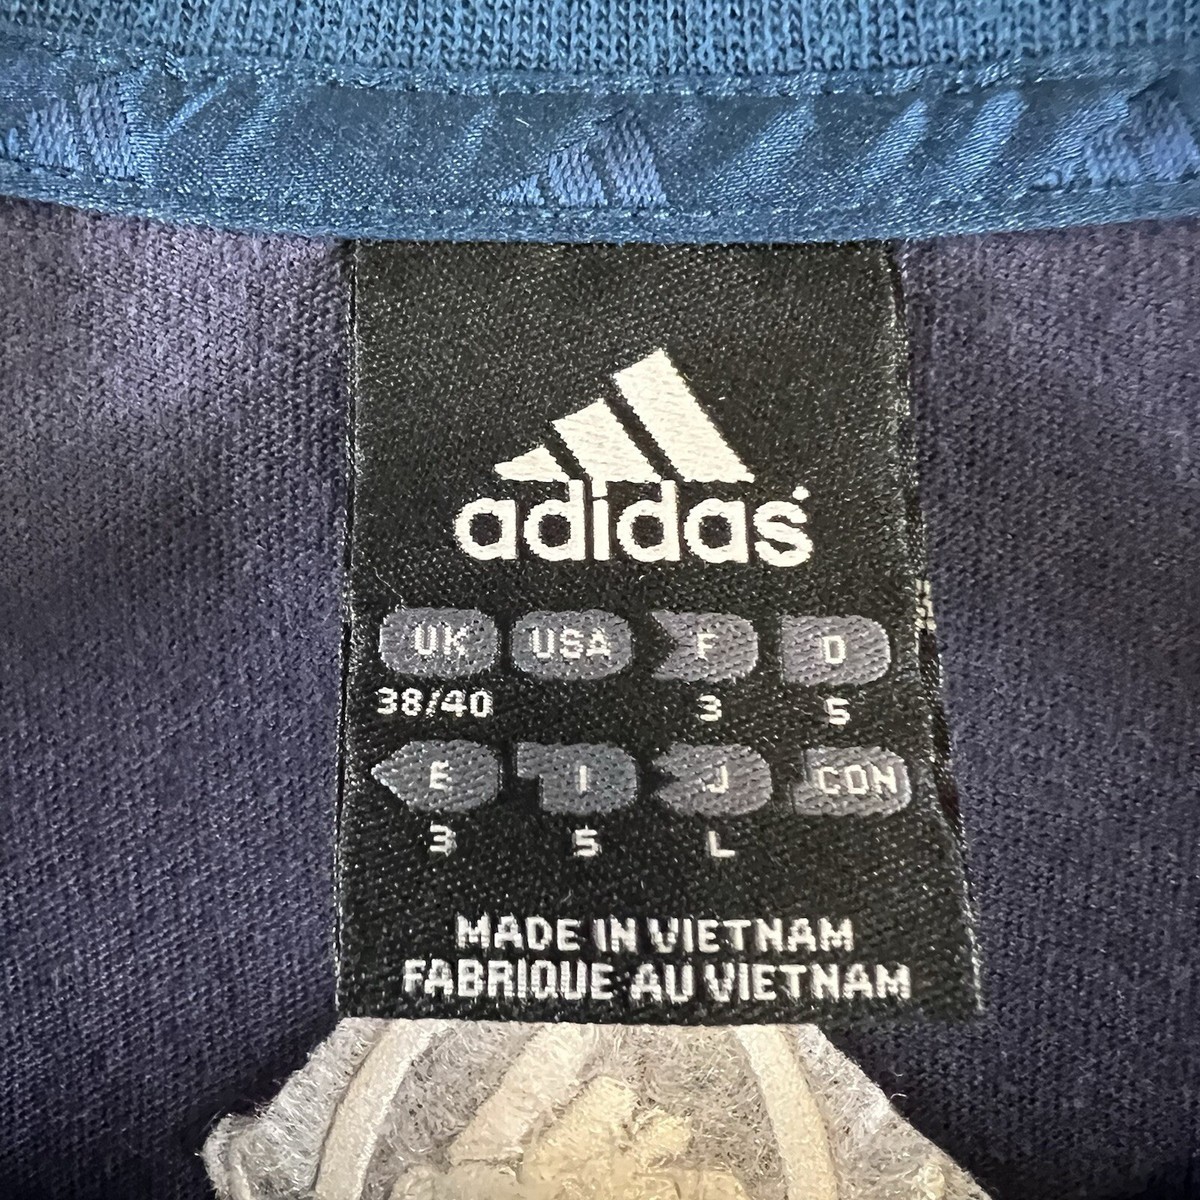 adidas
UK USA F D
38/40 3 5
E I J CON
3 5 L
MADE IN VIETNAM
FABRIQUE AU VIETNAM